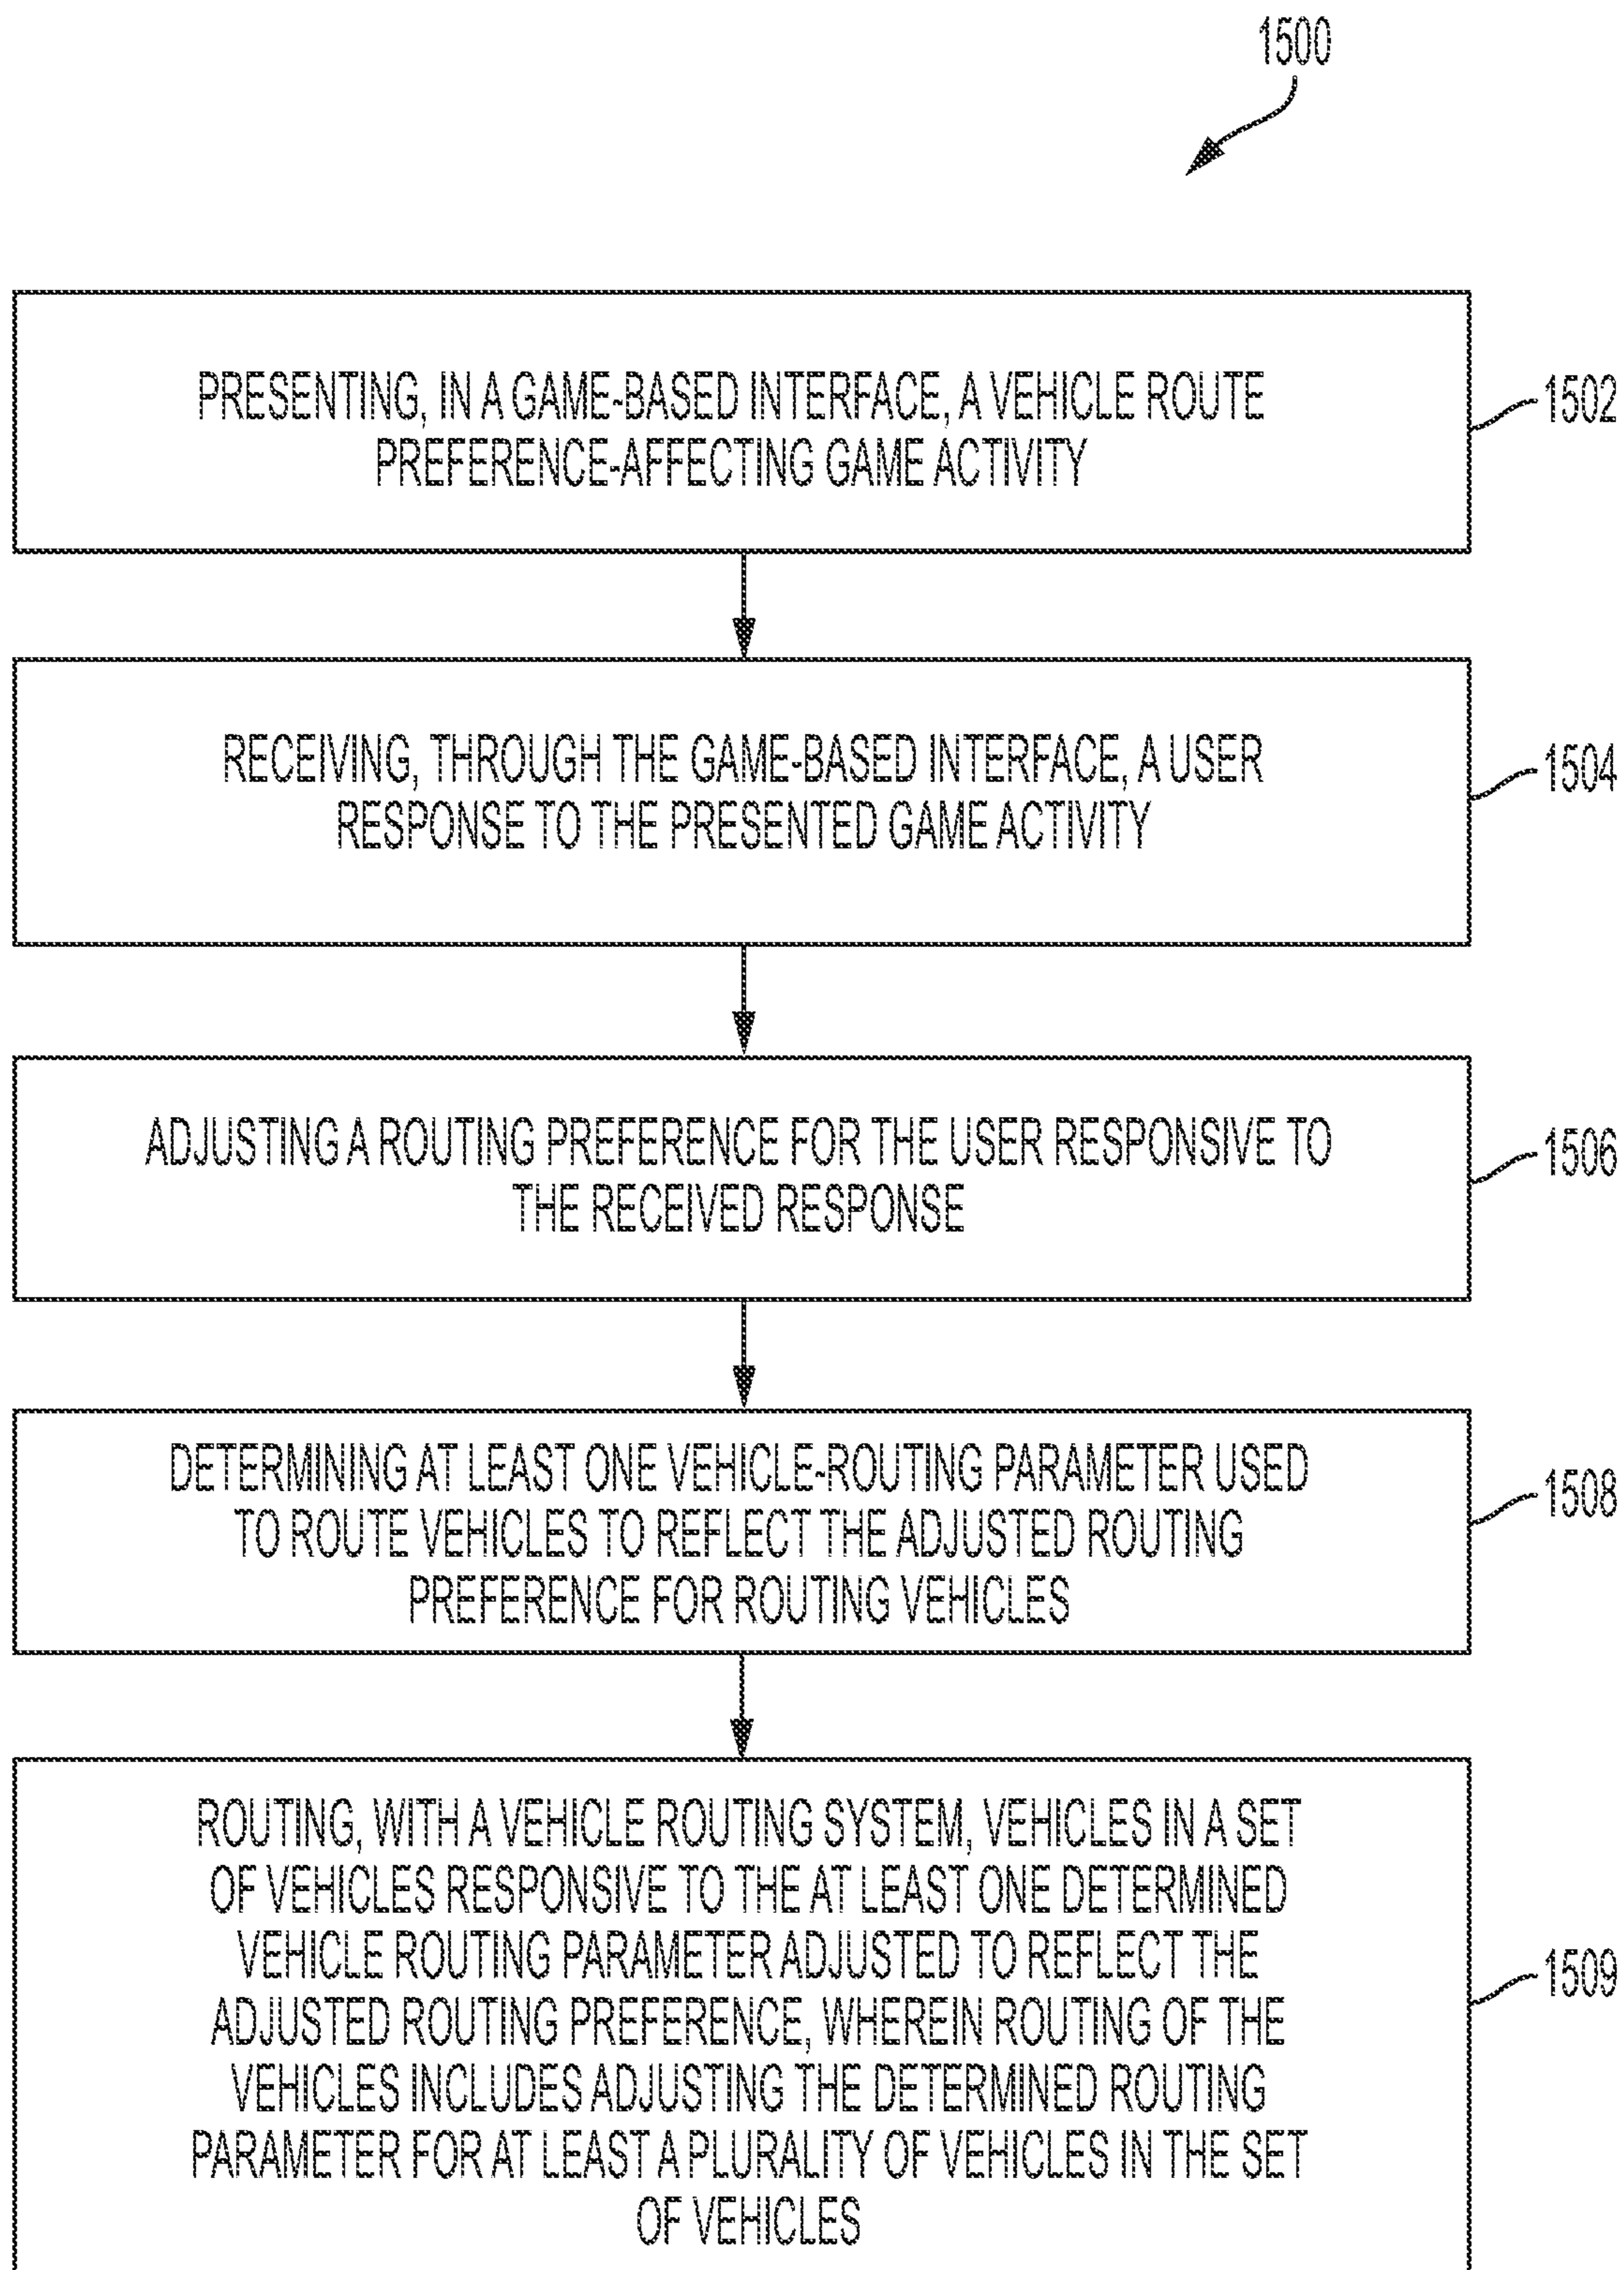 1500
PRESENTING, IN A GAME-BASED INTERFACE, A VEHICLE ROUTE
PREFERENCE-AFFECTING GAME ACTIVITY
1502
RECEIVING, THROUGH THE GAME-BASED INTERFACE, A USER
RESPONSE TO THE PRESENTED GAME ACTIVITY
1504
ADJUSTING A ROUTING PREFERENCE FOR THE USER RESPONSIVE TO
THE RECEIVED RESPONSE
1506
DETERMINING AT LEAST ONE VEHICLE-ROUTING PARAMETER USED
TO ROUTE VEHICLES TO REFLECT THE ADJUSTED ROUTING
PREFERENCE FOR ROUTING VEHICLES
1508
ROUTING, WITH A VEHICLE ROUTING SYSTEM, VEHICLES IN A SET
OF VEHICLES RESPONSIVE TO THE AT LEAST ONE DETERMINED
VEHICLE ROUTING PARAMETER ADJUSTED TO REFLECT THE
ADJUSTED ROUTING PREFERENCE, WHEREIN ROUTING OF THE
VEHICLES INCLUDES ADJUSTING THE DETERMINED ROUTING
PARAMETER FOR AT LEAST A PLURALITY OF VEHICLES IN THE SET
OF VEHICLES
1509